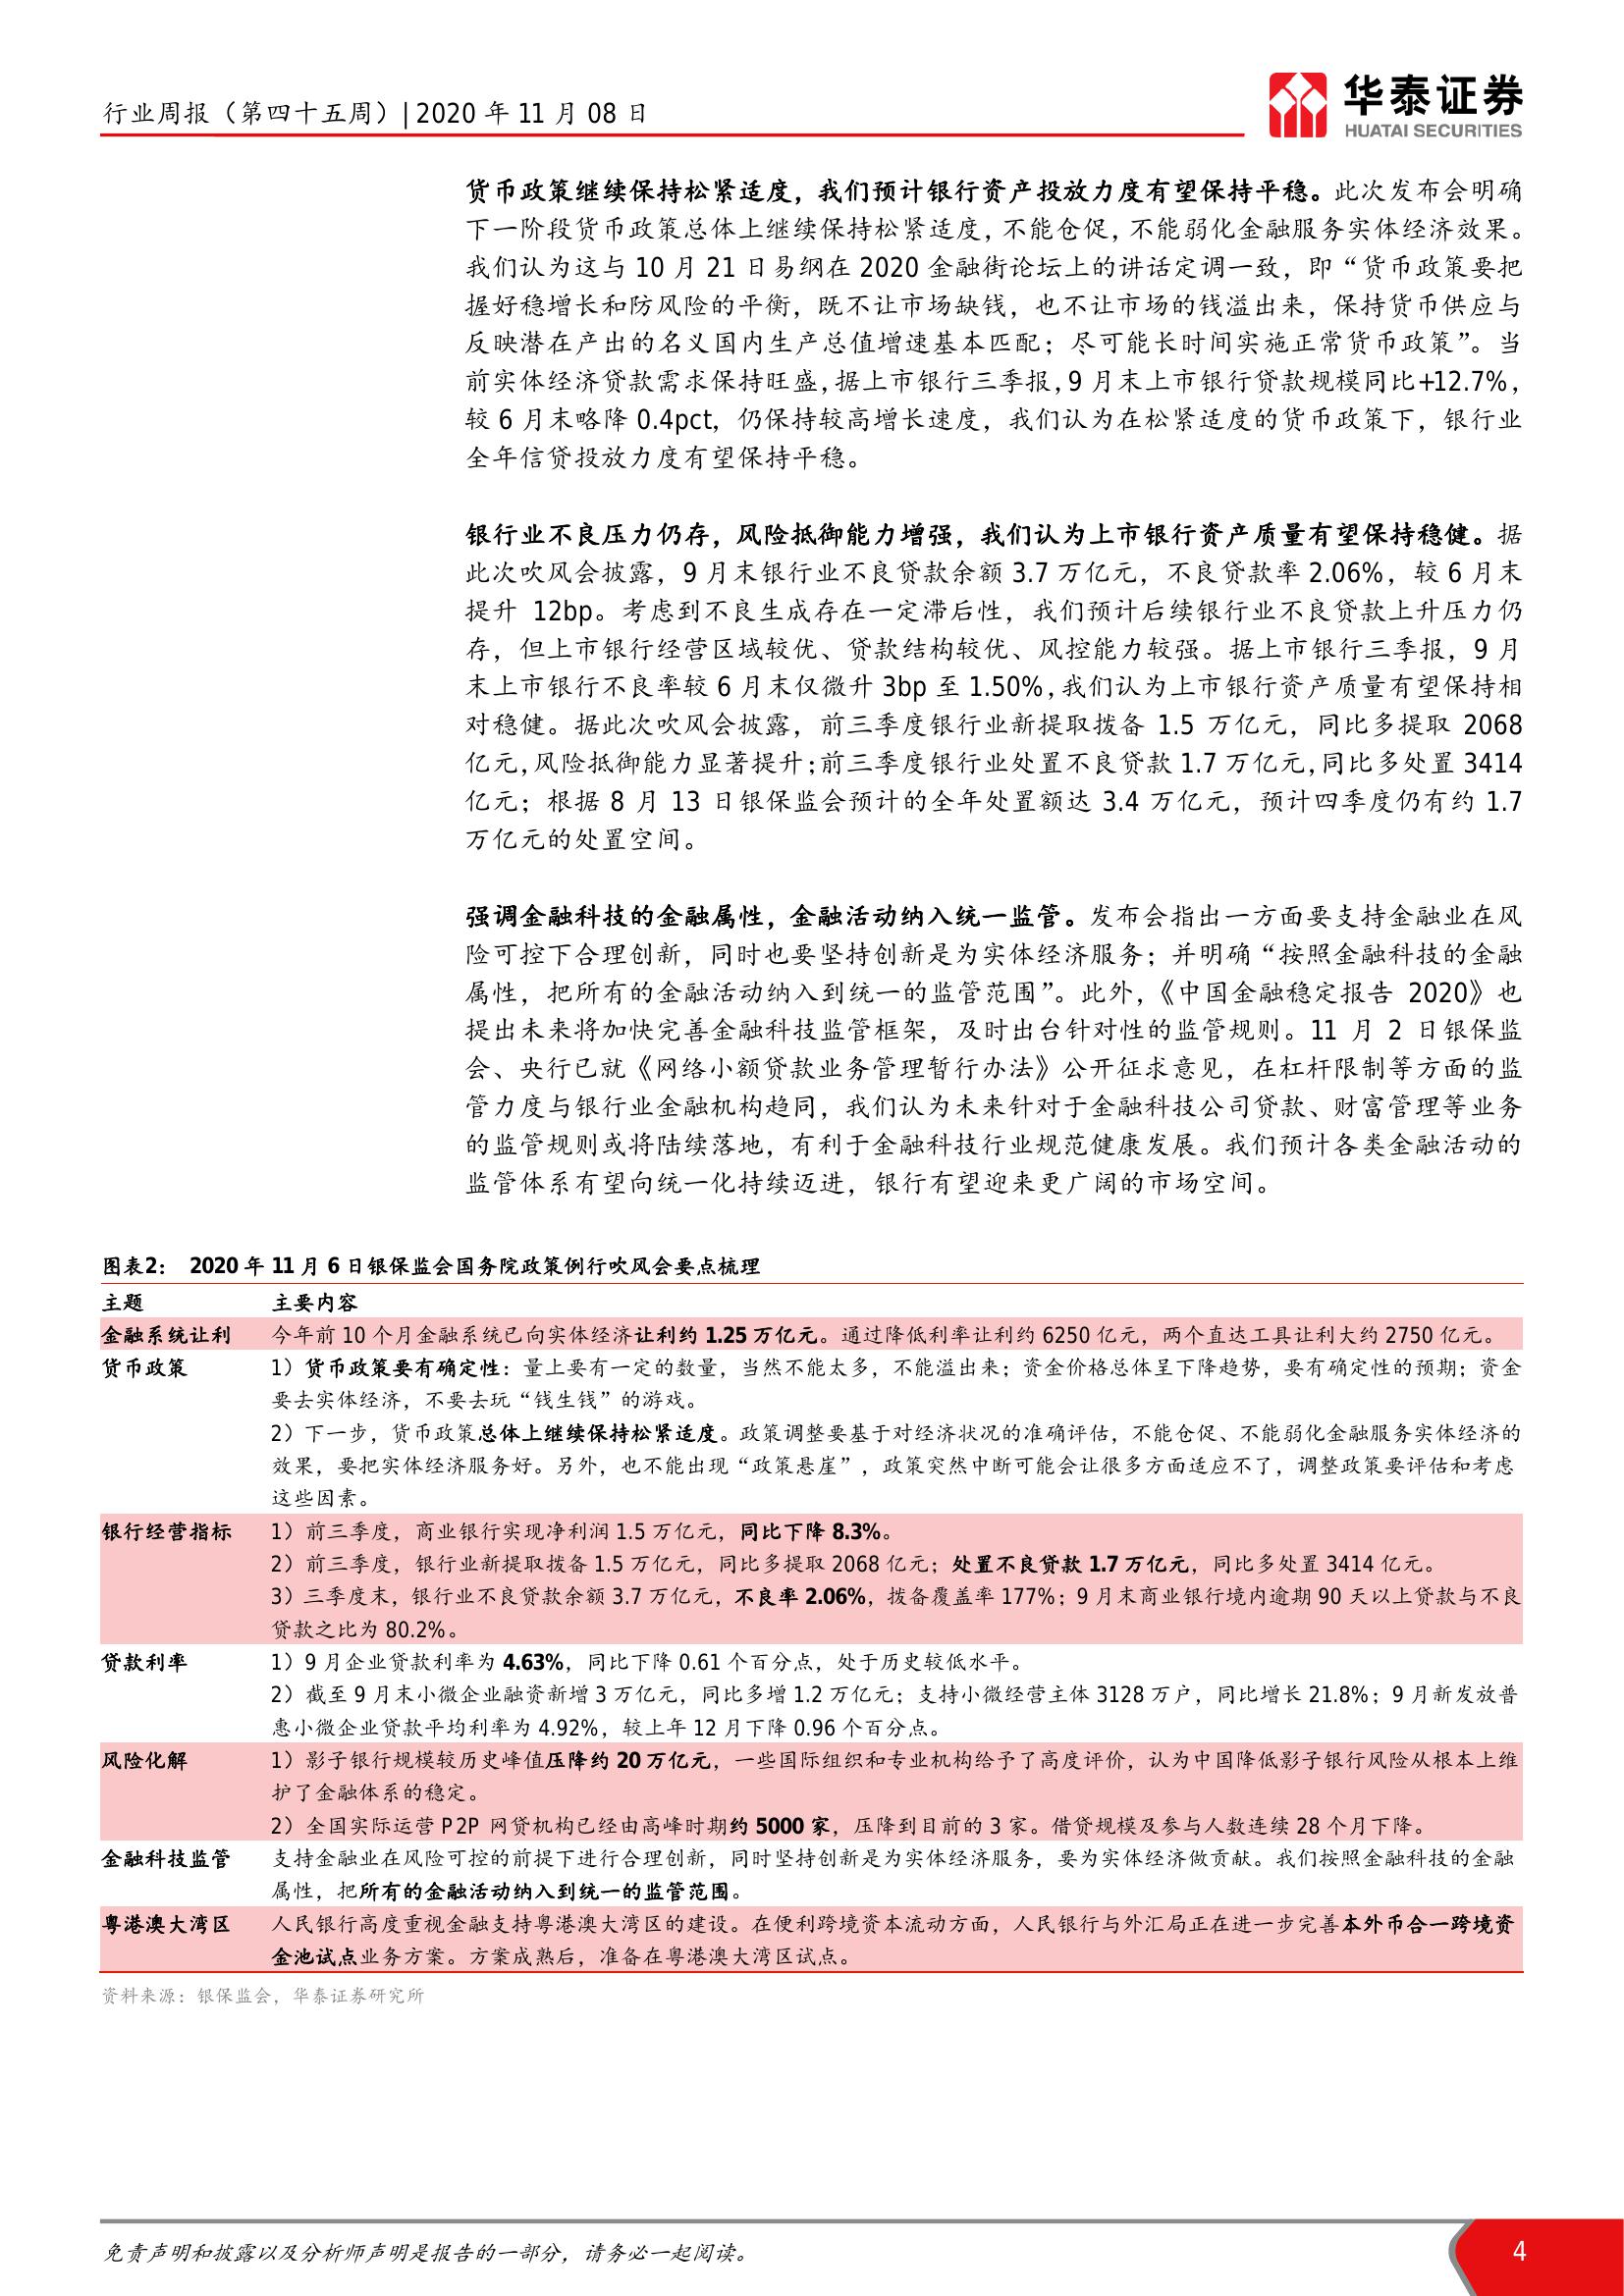 行业周报（第四十五周）| 2020 年 11 月 08 日
华泰证券
HUATAI SECURITIES
货币政策继续保持松紧适度，我们预计银行资产投放力度有望保持平稳。此次发布会明确
下一阶段货币政策总体上继续保持松紧适度，不能仓促，不能弱化金融服务实体经济效果。
我们认为这与 10 月 21 日易纲在 2020 金融街论坛上的讲话定调一致，即“货币政策要把
握好稳增长和防风险的平衡，既不让市场缺钱，也不让市场的钱溢出来，保持货币供应与
反映潜在产出的名义国内生产总值增速基本匹配；尽可能长时间实施正常货币政策”。当
前实体经济贷款需求保持旺盛，据上市银行三季报，9 月末上市银行贷款规模同比+12.7%，
较 6 月末略降 0.4pct，仍保持较高增长速度，我们认为在松紧适度的货币政策下，银行业
全年信贷投放力度有望保持平稳。
银行业不良压力仍存，风险抵御能力增强，我们认为上市银行资产质量有望保持稳健。据
此次吹风会披露，9 月末银行业不良贷款余额 3.7 万亿元，不良贷款率 2.06%，较 6 月末
提升 12bp。考虑到不良生成存在一定滞后性，我们预计后续银行业不良贷款上升压力仍
存，但上市银行经营区域较优、贷款结构较优、风控能力较强。据上市银行三季报，9 月
末上市银行不良率较 6 月末仅微升 3bp 至 1.50%，我们认为上市银行资产质量有望保持相
对稳健。据此次吹风会披露，前三季度银行业新提取拨备 1.5 万亿元，同比多提取 2068
亿元，风险抵御能力显著提升；前三季度银行业处置不良贷款 1.7 万亿元，同比多处置 3414
亿元；根据 8 月 13 日银保监会预计的全年处置额达 3.4 万亿元，预计四季度仍有约 1.7
万亿元的处置空间。
强调金融科技的金融属性，金融活动纳入统一监管。发布会指出一方面要支持金融业在风
险可控下合理创新，同时也要坚持创新是为实体经济服务；并明确“按照金融科技的金融
属性，把所有的金融活动纳入到统一的监管范围”。此外，《中国金融稳定报告 2020》也
提出未来将加快完善金融科技监管框架，及时出台针对性的监管规则。11 月 2 日银保监
会、央行已就《网络小额贷款业务管理暂行办法》公开征求意见，在杠杆限制等方面的监
管力度与银行业金融机构趋同，我们认为未来针对于金融科技公司贷款、财富管理等业务
的监管规则或将陆续落地，有利于金融科技行业规范健康发展。我们预计各类金融活动的
监管体系有望向统一化持续迈进，银行有望迎来更广阔的市场空间。
图表2： 2020 年 11 月 6 日银保监会国务院政策例行吹风会要点梳理
主题 主要内容
金融系统让利 今年前 10 个月金融系统已向实体经济让利约 1.25 万亿元。通过降低利率让利约 6250 亿元，两个直达工具让利大约 2750 亿元。
货币政策 1）货币政策要有确定性：量上要有一定的数量，当然不能太多，不能溢出来；资金价格总体呈下降趋势，要有确定性的预期；资金
要去实体经济，不要去玩“钱生钱”的游戏。
2）下一步，货币政策总体上继续保持松紧适度。政策调整要基于对经济状况的准确评估，不能仓促、不能弱化金融服务实体经济的
效果，要把实体经济服务好。另外，也不能出现“政策悬崖”，政策突然中断可能会让很多方面适应不了，调整政策要评估和考虑
这些因素。
银行经营指标 1）前三季度，商业银行实现净利润 1.5 万亿元，同比下降 8.3%。
2）前三季度，银行业新提取拨备 1.5 万亿元，同比多提取 2068 亿元；处置不良贷款 1.7 万亿元，同比多处置 3414 亿元。
3）三季度末，银行业不良贷款余额 3.7 万亿元，不良率 2.06%，拨备覆盖率 177%；9 月末商业银行境内逾期 90 天以上贷款与不良
贷款之比为 80.2%。
贷款利率 1）9 月企业贷款利率为 4.63%，同比下降 0.61 个百分点，处于历史较低水平。
2）截至 9 月末小微企业融资新增 3 万亿元，同比多增 1.2 万亿元；支持小微经营主体 3128 万户，同比增长 21.8%；9 月新发放普
惠小微企业贷款平均利率为 4.92%，较上年 12 月下降 0.96 个百分点。
风险化解 1）影子银行规模较历史峰值压降约 20 万亿元，一些国际组织和专业机构给予了高度评价，认为中国降低影子银行风险从根本上维
护了金融体系的稳定。
2）全国实际运营 P2P 网贷机构已经由高峰时期约 5000 家，压降到目前的 3 家。借贷规模及参与人数连续 28 个月下降。
金融科技监管 支持金融业在风险可控的前提下进行合理创新，同时坚持创新是为实体经济服务，要为实体经济做贡献。我们按照金融科技的金融
属性，把所有的金融活动纳入到统一的监管范围。
粤港澳大湾区 人民银行高度重视金融支持粤港澳大湾区的建设。在便利跨境资本流动方面，人民银行与外汇局正在进一步完善本外币合一跨境资
金池试点业务方案。方案成熟后，准备在粤港澳大湾区试点。
资料来源：银保监会，华泰证券研究所
免责声明和披露以及分析师声明是报告的一部分，请务必一起阅读。
4